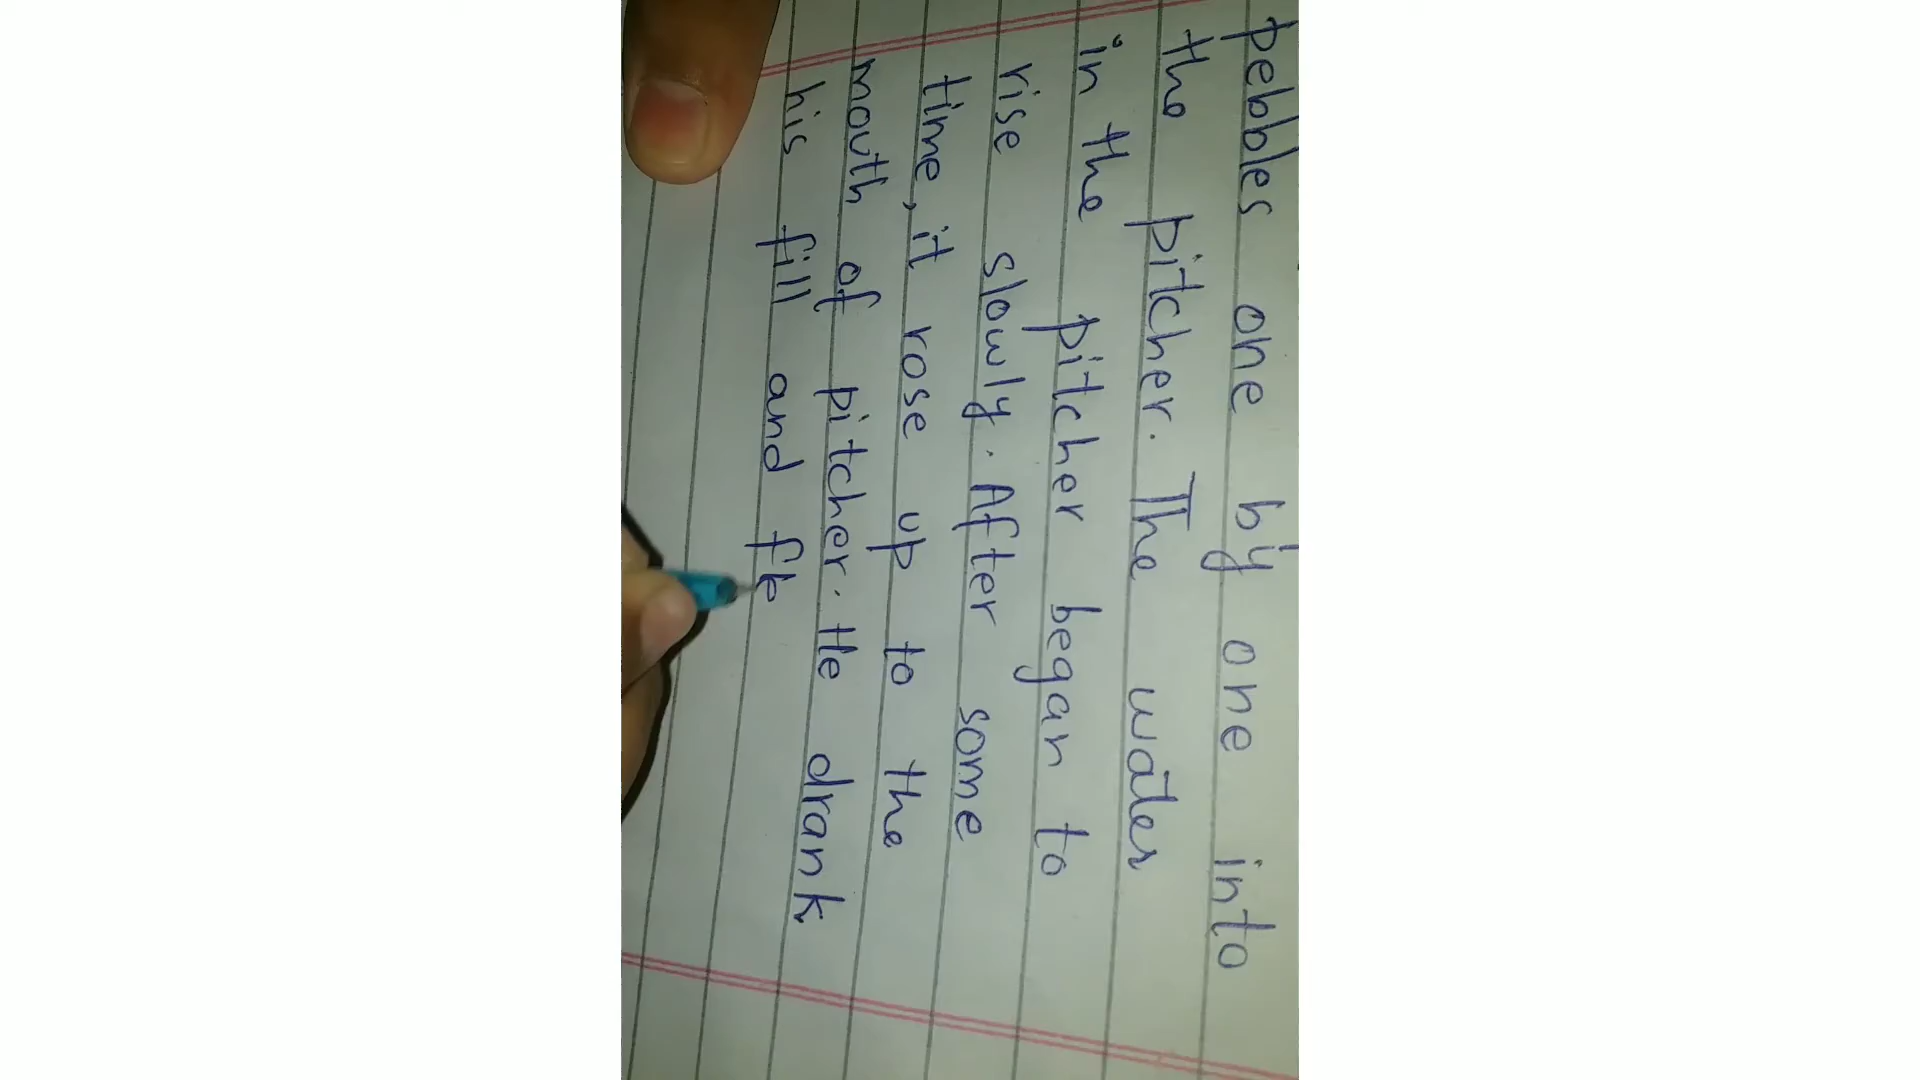 pebbles one by one into
the pitcher. The water
in the pitcher began to
rise slowly. After some
time, it rose up to the
mouth of pitcher. He drank
his fill and fle